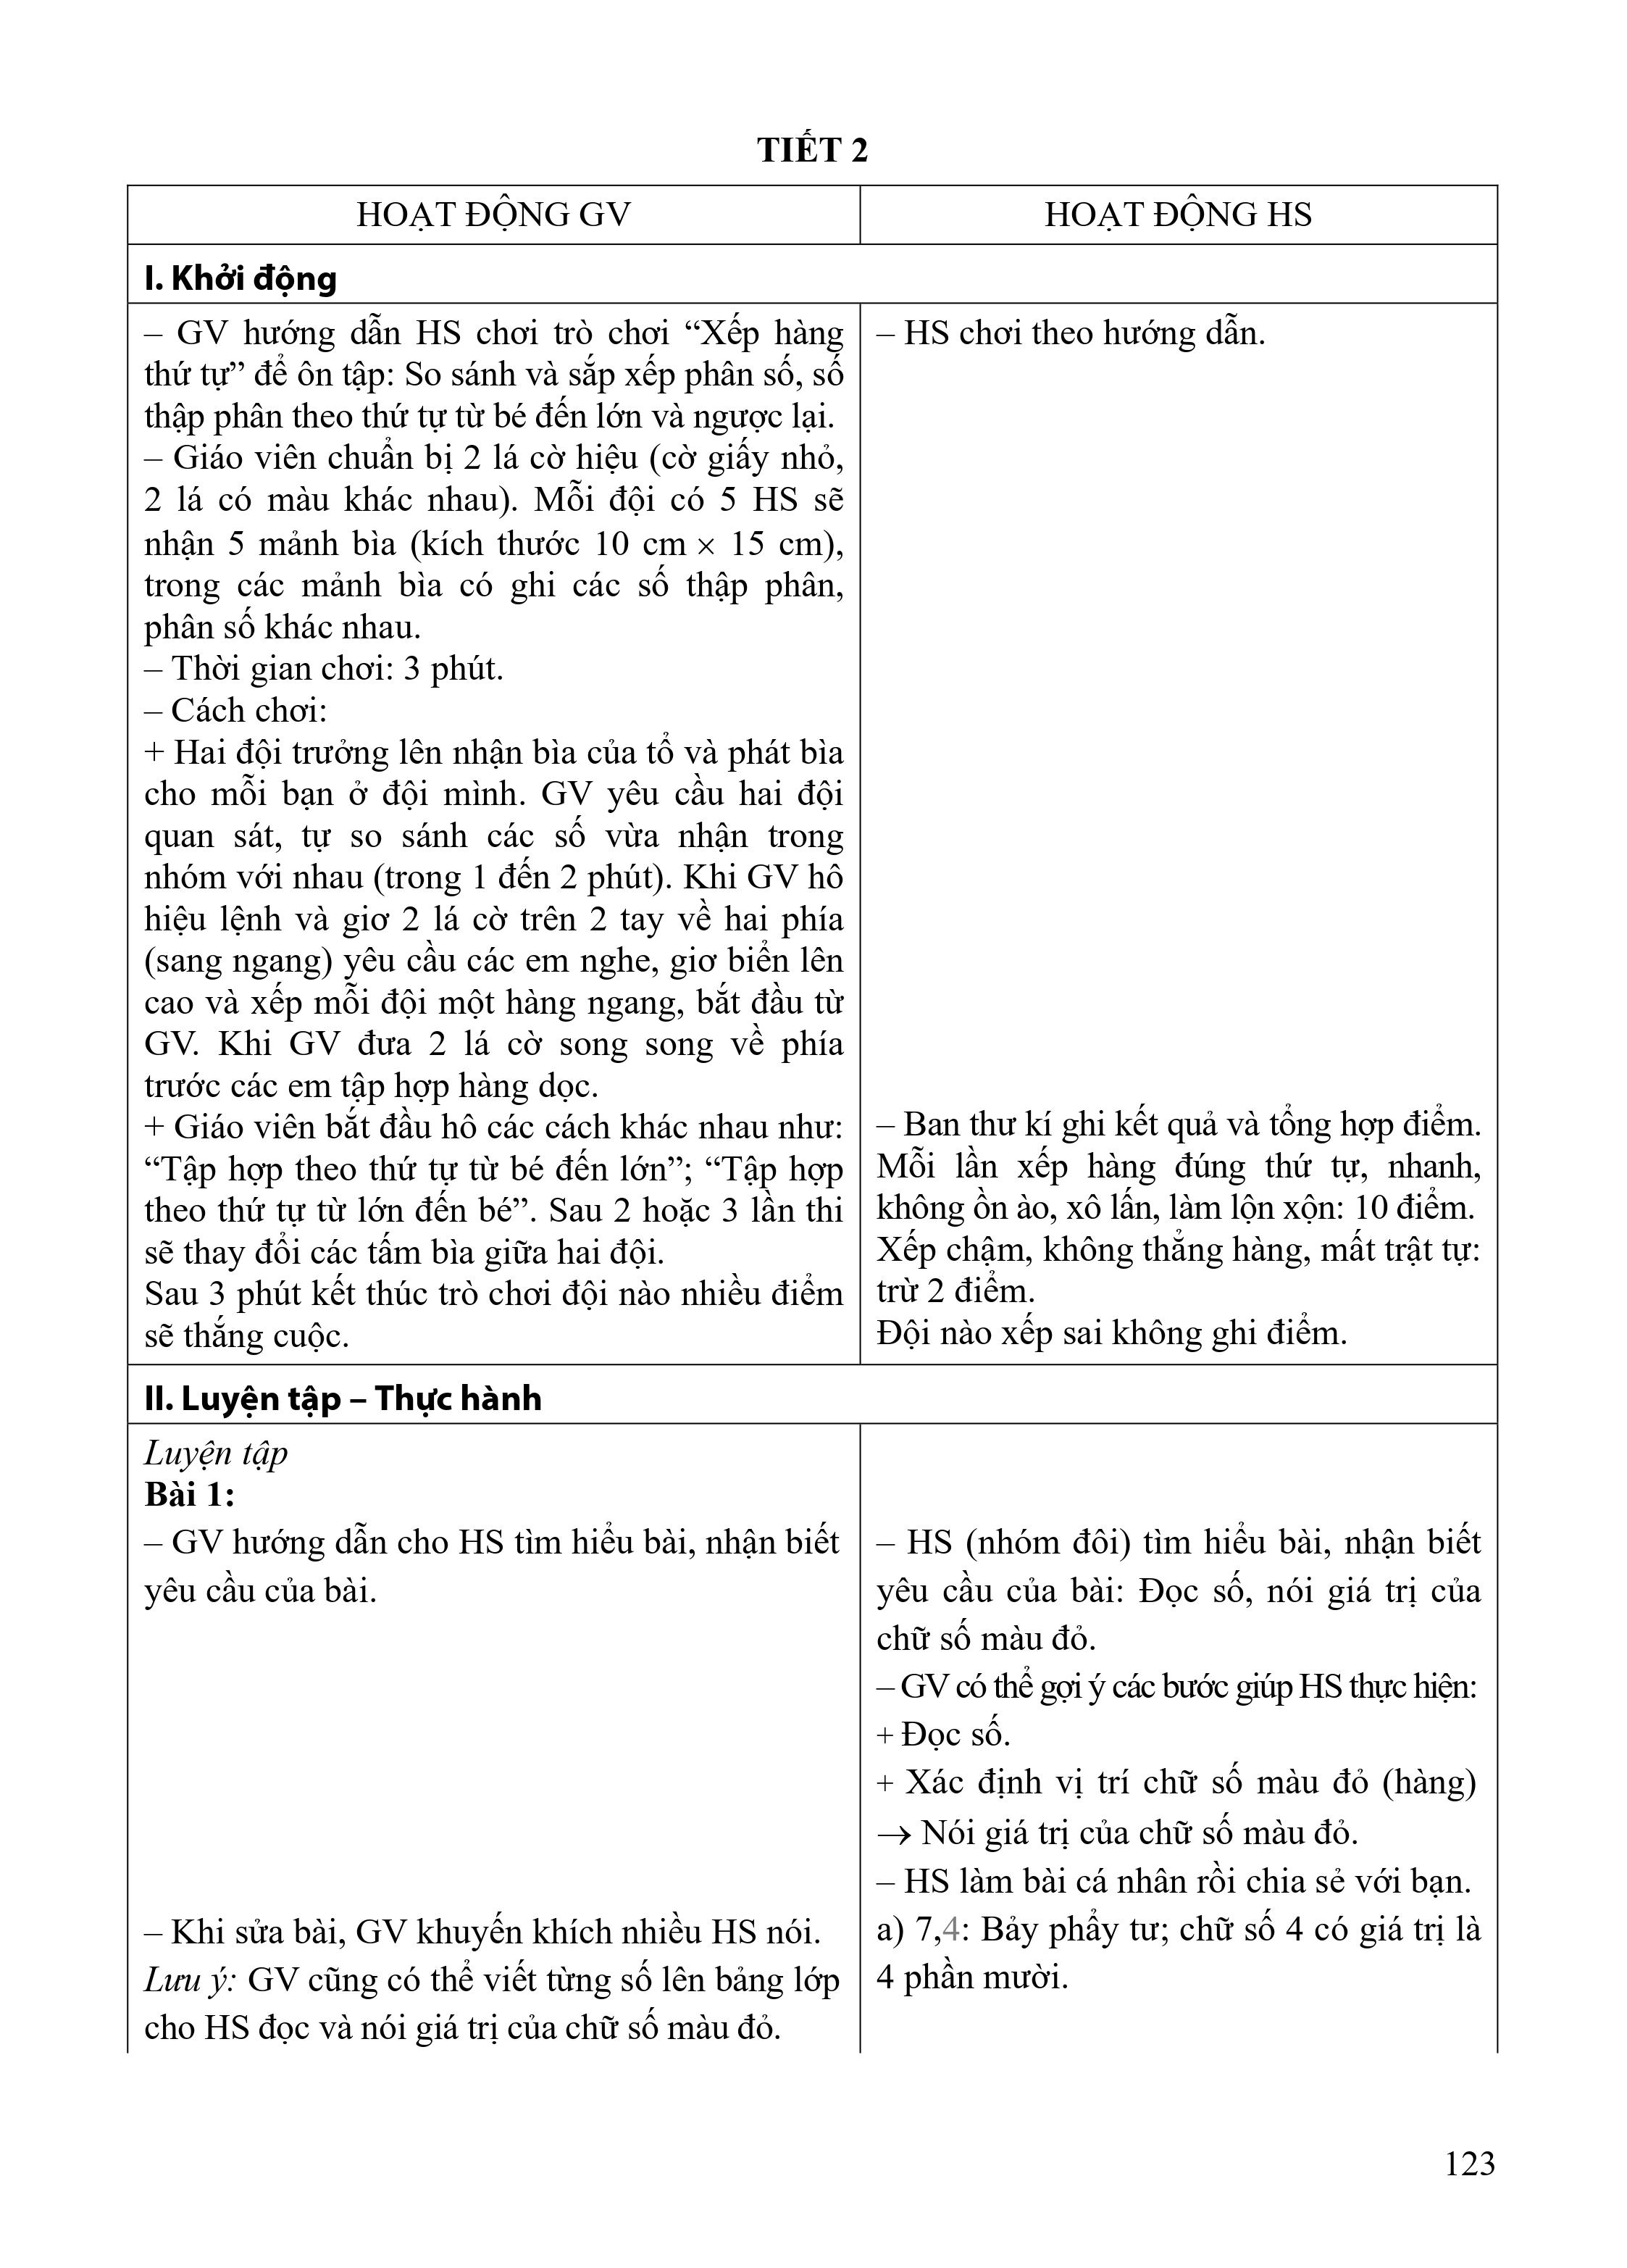 TIẾT 2
HOẠT ĐỘNG GV
HOẠT ĐỘNG HS
I. Khởi động
– GV hướng dẫn HS chơi trò chơi “Xếp hàng
thứ tự” để ôn tập: So sánh và sắp xếp phân số, số
thập phân theo thứ tự từ bé đến lớn và ngược lại.
– Giáo viên chuẩn bị 2 lá cờ hiệu (cờ giấy nhỏ,
2 lá có màu khác nhau). Mỗi đội có 5 HS sẽ
nhận 5 mảnh bìa (kích thước 10 cm × 15 cm),
trong các mảnh bìa có ghi các số thập phân,
phân số khác nhau.
– Thời gian chơi: 3 phút.
– Cách chơi:
+ Hai đội trưởng lên nhận bìa của tổ và phát bìa
cho mỗi bạn ở đội mình. GV yêu cầu hai đội
quan sát, tự so sánh các số vừa nhận trong
nhóm với nhau (trong 1 đến 2 phút). Khi GV hô
hiệu lệnh và giơ 2 lá cờ trên 2 tay về hai phía
(sang ngang) yêu cầu các em nghe, giơ biển lên
cao và xếp mỗi đội một hàng ngang, bắt đầu từ
GV. Khi GV đưa 2 lá cờ song song về phía
trước các em tập hợp hàng dọc.
+ Giáo viên bắt đầu hô các cách khác nhau như:
“Tập hợp theo thứ tự từ bé đến lớn”; “Tập hợp
theo thứ tự từ lớn đến bé”. Sau 2 hoặc 3 lần thi
sẽ thay đổi các tấm bìa giữa hai đội.
Sau 3 phút kết thúc trò chơi đội nào nhiều điểm
sẽ thắng cuộc.
– HS chơi theo hướng dẫn.
– Ban thư kí ghi kết quả và tổng hợp điểm.
Mỗi lần xếp hàng đúng thứ tự, nhanh,
không ồn ào, xô lấn, làm lộn xộn: 10 điểm.
Xếp chậm, không thẳng hàng, mất trật tự:
trừ 2 điểm.
Đội nào xếp sai không ghi điểm.
II. Luyện tập – Thực hành
Luyện tập
Bài 1:
– GV hướng dẫn cho HS tìm hiểu bài, nhận biết
yêu cầu của bài.
– Khi sửa bài, GV khuyến khích nhiều HS nói.
Lưu ý: GV cũng có thể viết từng số lên bảng lớp
cho HS đọc và nói giá trị của chữ số màu đỏ.
– HS (nhóm đôi) tìm hiểu bài, nhận biết
yêu cầu của bài: Đọc số, nói giá trị của
chữ số màu đỏ.
– GV có thể gợi ý các bước giúp HS thực hiện:
+ Đọc số.
+ Xác định vị trí chữ số màu đỏ (hàng)
→ Nói giá trị của chữ số màu đỏ.
– HS làm bài cá nhân rồi chia sẻ với bạn.
a) 7,4: Bảy phẩy tư; chữ số 4 có giá trị là
4 phần mười.
123